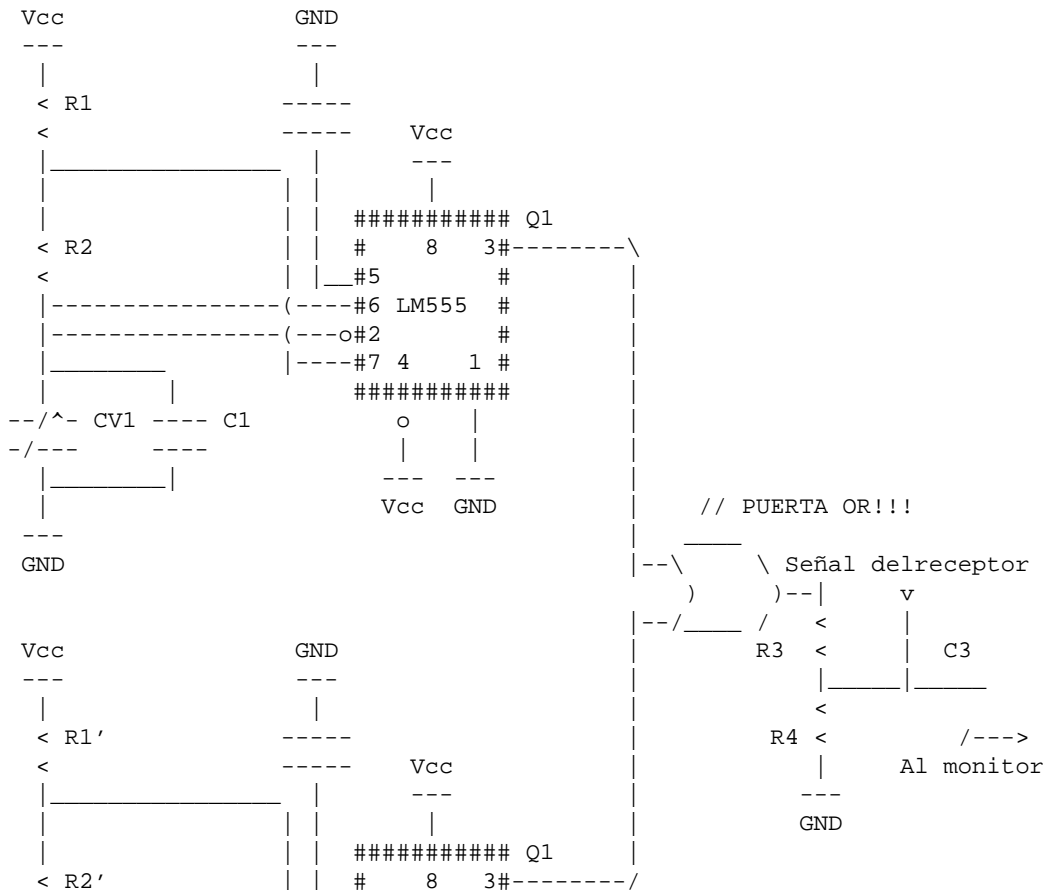 Vcc GND
R1
Vcc
Q1
R2 8 3
5
6 LM555
2
7 4 1
CV1 C1
Vcc GND // PUERTA OR!!!
GND Señal delreceptor
Vcc GND R3 C3
R1' R4
Vcc Al monitor
GND
Q1
R2' 8 3